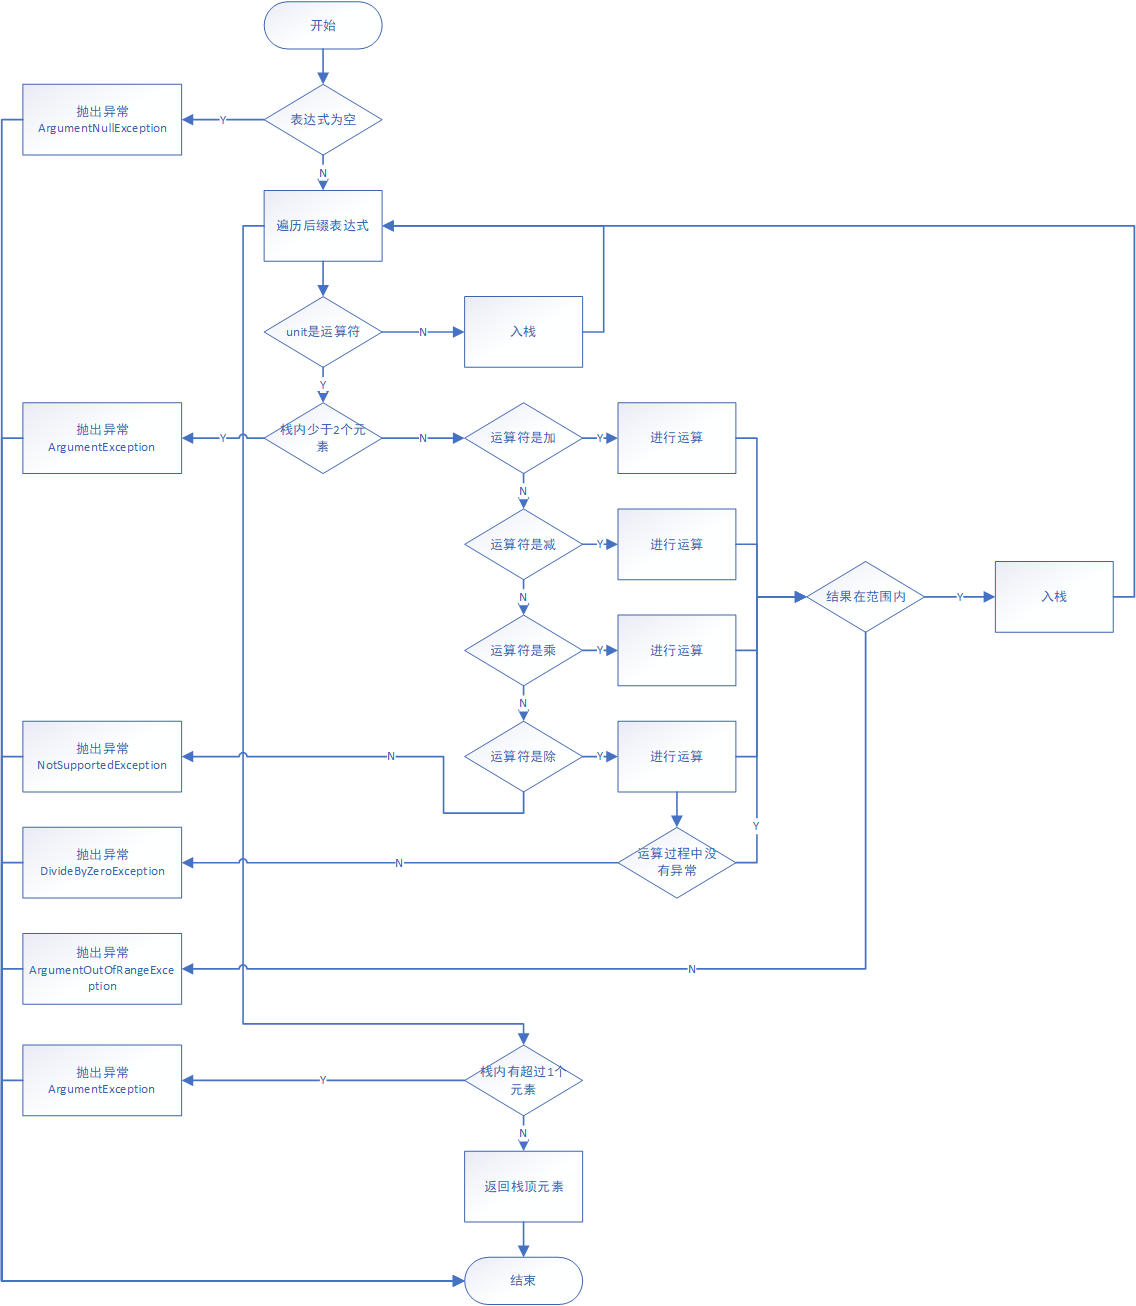 开始
抛出异常
ArgumentNullException
Y
表达式为空
N
遍历后缀表达式
unit是运算符
N
入栈
Y
抛出异常
ArgumentException
Y
栈内少于2个元
素
N
运算符是加
Y
进行运算
N
运算符是减
Y
进行运算
结果在范围内
Y
入栈
N
运算符是乘
Y
进行运算
N
抛出异常
NotSupportedException
N
运算符是除
Y
进行运算
Y
抛出异常
DivideByZeroException
N
运算过程中没
有异常
抛出异常
ArgumentOutOfRangeExce
ption
N
抛出异常
ArgumentException
Y
栈内有超过1个
元素
N
返回栈顶元素
结束